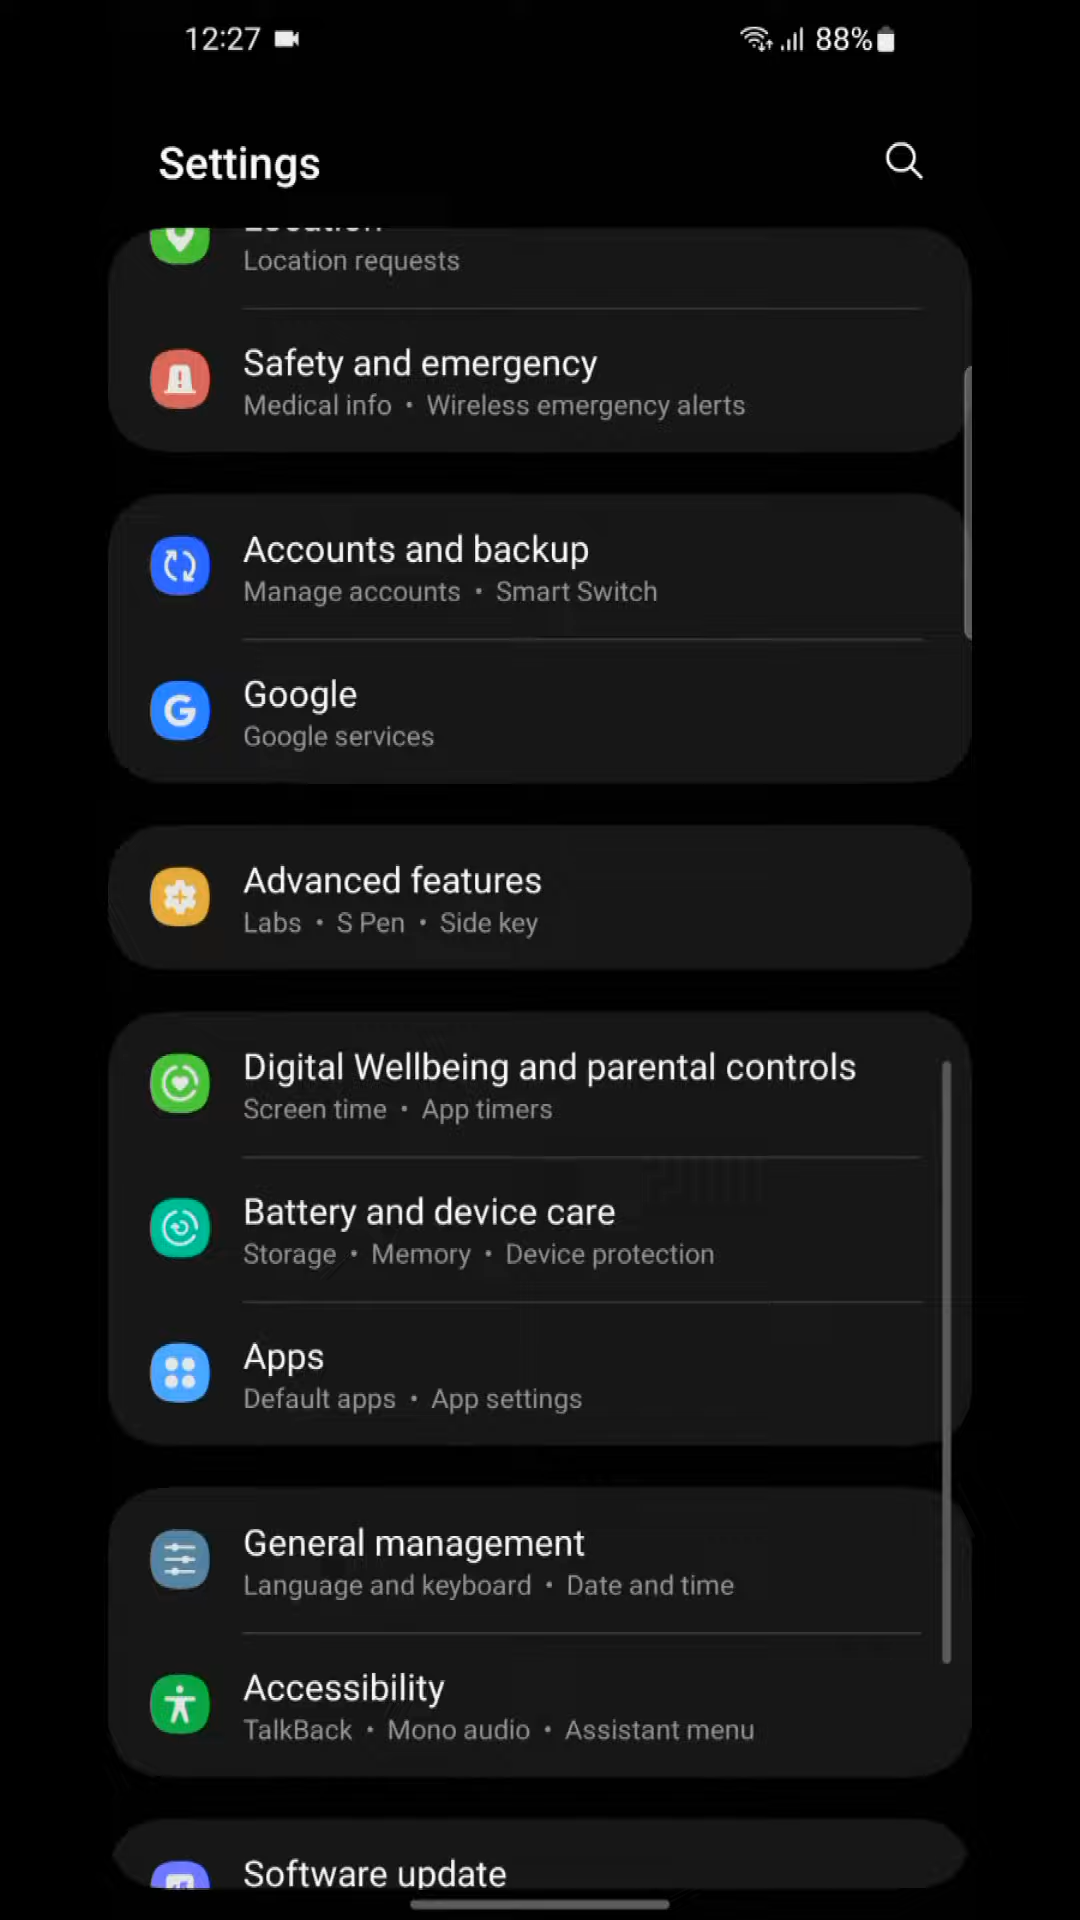 12:27
88%
Settings
Location
Location requests
Safety and emergency
Medical info • Wireless emergency alerts
Accounts and backup
Manage accounts • Smart Switch
Google
Google services
Advanced features
Labs • S Pen • Side key
Digital Wellbeing and parental controls
Screen time • App timers
Battery and device care
Storage • Memory • Device protection
Apps
Default apps • App settings
General management
Language and keyboard • Date and time
Accessibility
TalkBack • Mono audio • Assistant menu
Software update